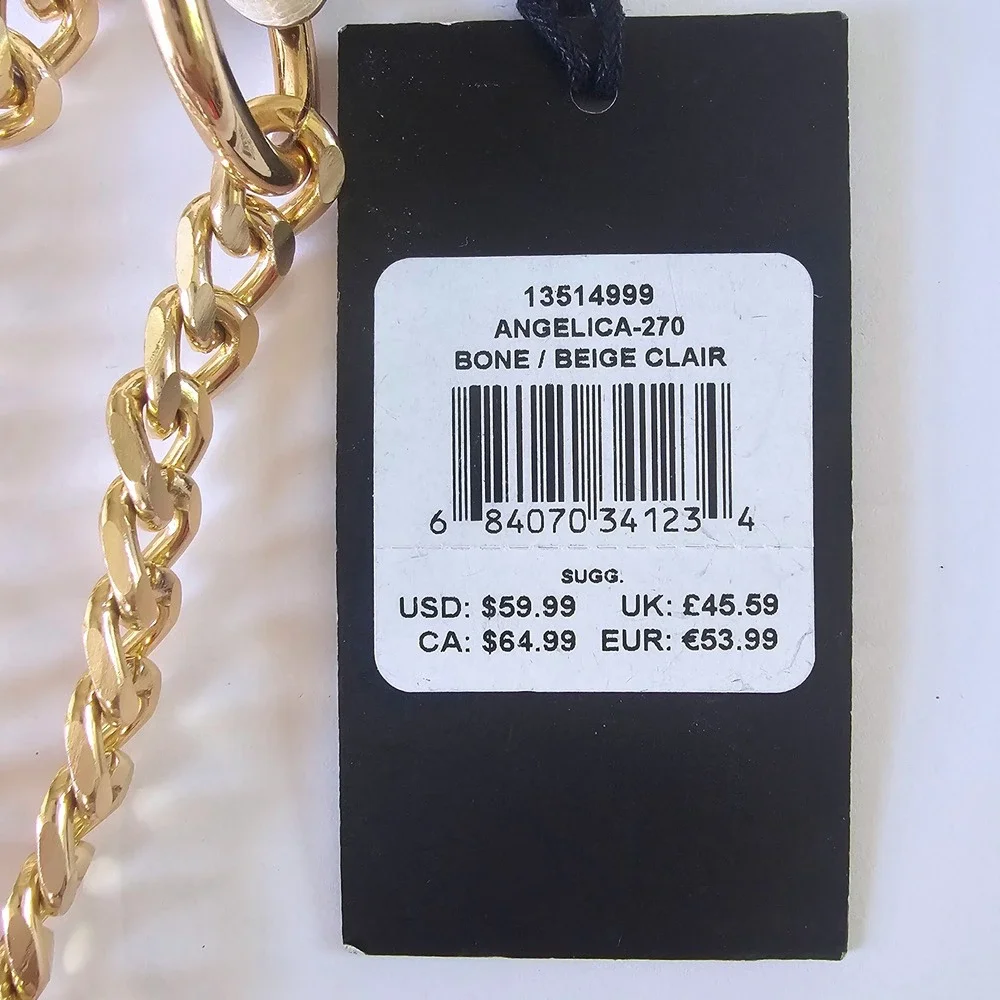 13514999
ANGELICA-270
BONE / BEIGE CLAIR
6 84070 34123 4
SUGG.
USD: $59.99 UK: £45.59
CA: $64.99 EUR: €53.99